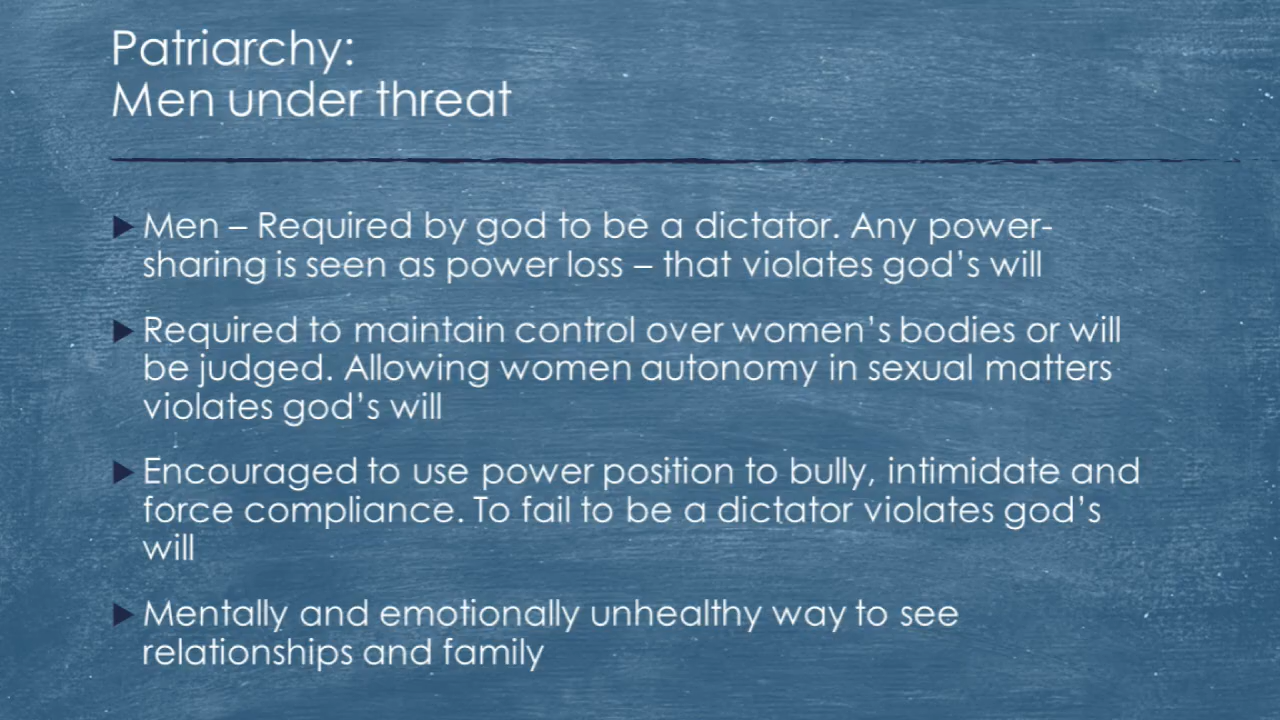 Patriarchy:
Men under threat
Men – Required by god to be a dictator. Any power-
sharing is seen as power loss – that violates god's will
Required to maintain control over women's bodies or will
be judged. Allowing women autonomy in sexual matters
violates god's will
Encouraged to use power position to bully, intimidate and
force compliance. To fail to be a dictator violates god's
will
Mentally and emotionally unhealthy way to see
relationships and family